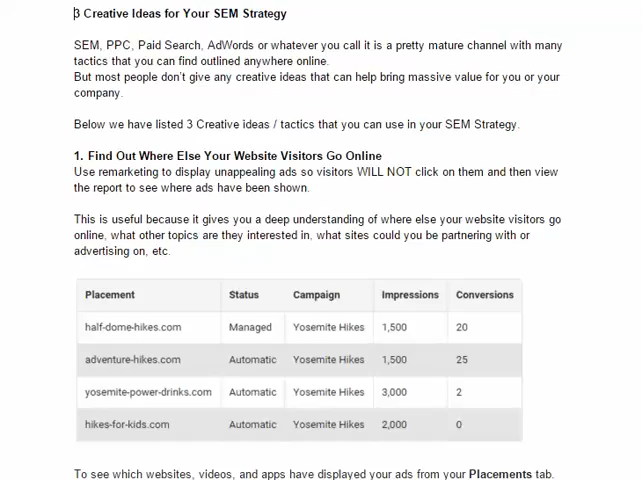 3 Creative Ideas for Your SEM Strategy
SEM, PPC, Paid Search, AdWords or whatever you call it is a pretty mature channel with many
tactics that you can find outlined anywhere online.
But most people don't give any creative ideas that can help bring massive value for you or your
company.
Below we have listed 3 Creative ideas / tactics that you can use in your SEM Strategy.
1. Find Out Where Else Your Website Visitors Go Online
Use remarketing to display unappealing ads so visitors WILL NOT click on them and then view
the report to see where ads have been shown.
This is useful because it gives you a deep understanding of where else your website visitors go
online, what other topics are they interested in, what sites could you be partnering with or
advertising on, etc.
Placement Status Campaign Impressions Conversions
half-dome-hikes.com Managed Yosemite Hikes 1,500 20
adventure-hikes.com Automatic Yosemite Hikes 1,500 25
yosemite-power-drinks.com Automatic Yosemite Hikes 3,000 2
hikes-for-kids.com Automatic Yosemite Hikes 2,000 0
To see which websites, videos, and apps have displayed your ads from your Placements tab.